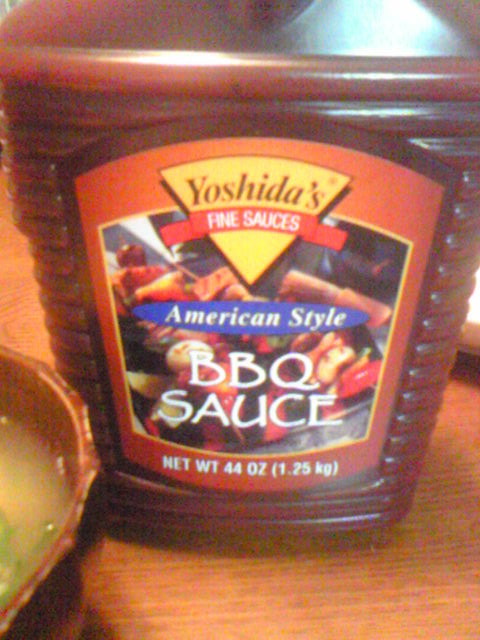 Yoshida's®
FINE SAUCES
American Style
BBQ
SAUCE
NET WT 44 OZ (1.25 kg)